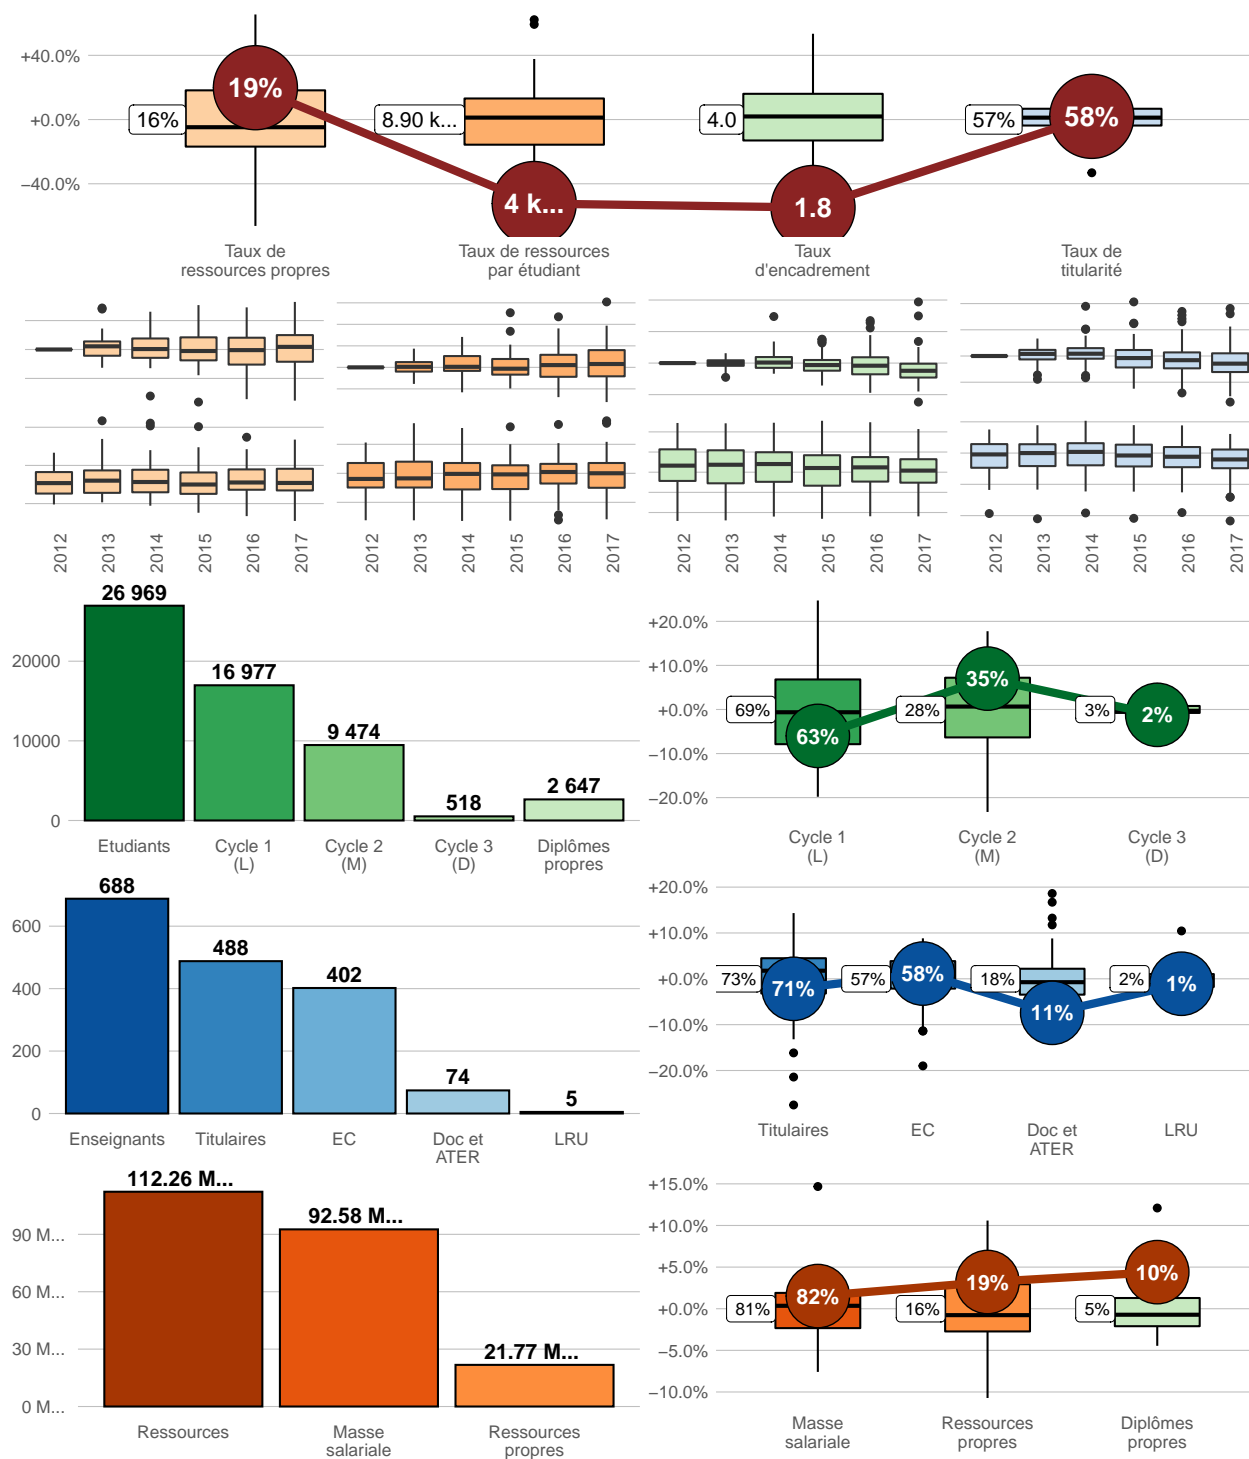 +40.0%
+0.0%
−40.0%
16%
19%
8.90 k...
4 k...
4.0
1.8
57%
58%
Taux de
ressources propres
Taux de ressources
par étudiant
Taux
d'encadrement
Taux de
titularité
2012
2013
2014
2015
2016
2017
2012
2013
2014
2015
2016
2017
2012
2013
2014
2015
2016
2017
2012
2013
2014
2015
2016
2017
20000
10000
0
26 969
16 977
9 474
518
2 647
Etudiants
Cycle 1
(L)
Cycle 2
(M)
Cycle 3
(D)
Diplômes
propres
+20.0%
+10.0%
+0.0%
−10.0%
−20.0%
69%
63%
28%
35%
3%
2%
Cycle 1
(L)
Cycle 2
(M)
Cycle 3
(D)
600
400
200
0
688
488
402
74
5
Enseignants
Titulaires
EC
Doc et
ATER
LRU
+20.0%
+10.0%
+0.0%
−10.0%
−20.0%
73%
71%
57%
58%
18%
11%
2%
1%
Titulaires
EC
Doc et
ATER
LRU
90 M...
60 M...
30 M...
0 M...
112.26 M...
92.58 M...
21.77 M...
Ressources
Masse
salariale
Ressources
propres
+15.0%
+10.0%
+5.0%
+0.0%
−5.0%
−10.0%
81%
82%
16%
19%
5%
10%
Masse
salariale
Ressources
propres
Diplômes
propres